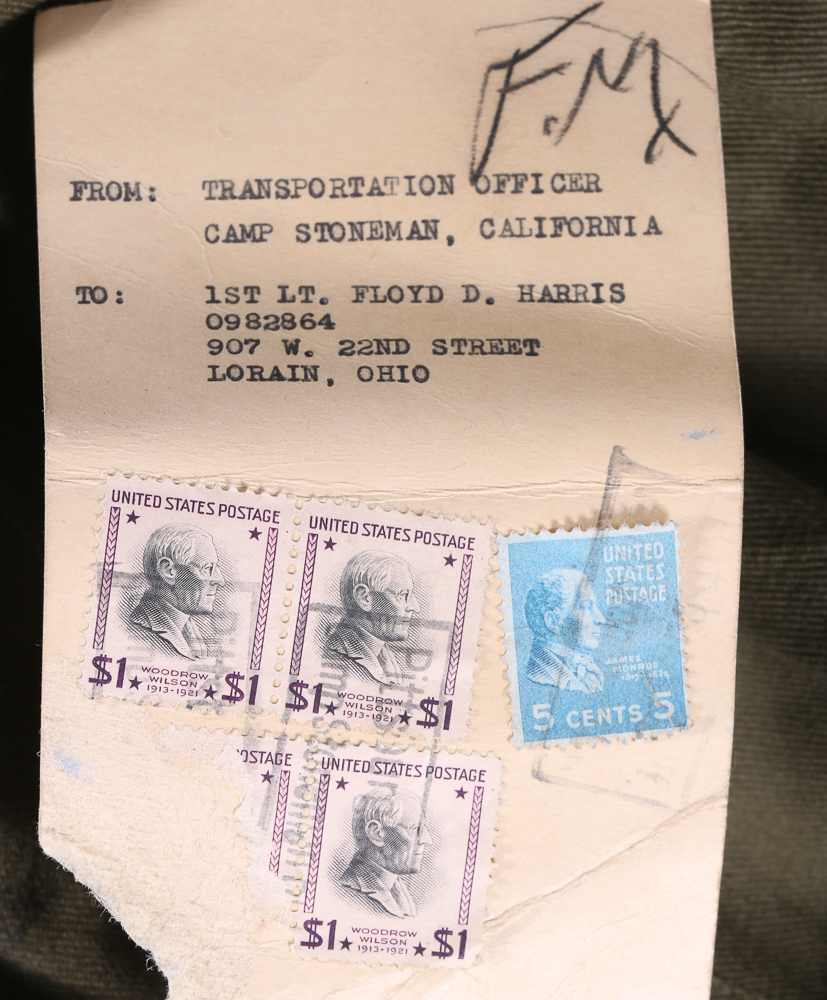 F.M
FROM: TRANSPORTATION OFFICER
CAMP STONEMAN, CALIFORNIA
TO: 1ST LT. FLOYD D. HARRIS
0982864
907 W. 22ND STREET
LORAIN, OHIO
UNITED STATES POSTAGE
$1 WOODROW WILSON 1913-1921 $1
UNITED STATES POSTAGE
$1 WOODROW WILSON 1913-1921 $1
UNITED
STATES
POSTAGE
JAMES
MONROE
5 CENTS 5
OSTAGE
UNITED STATES POSTAGE
$1 WOODROW WILSON 1913-1921 $1